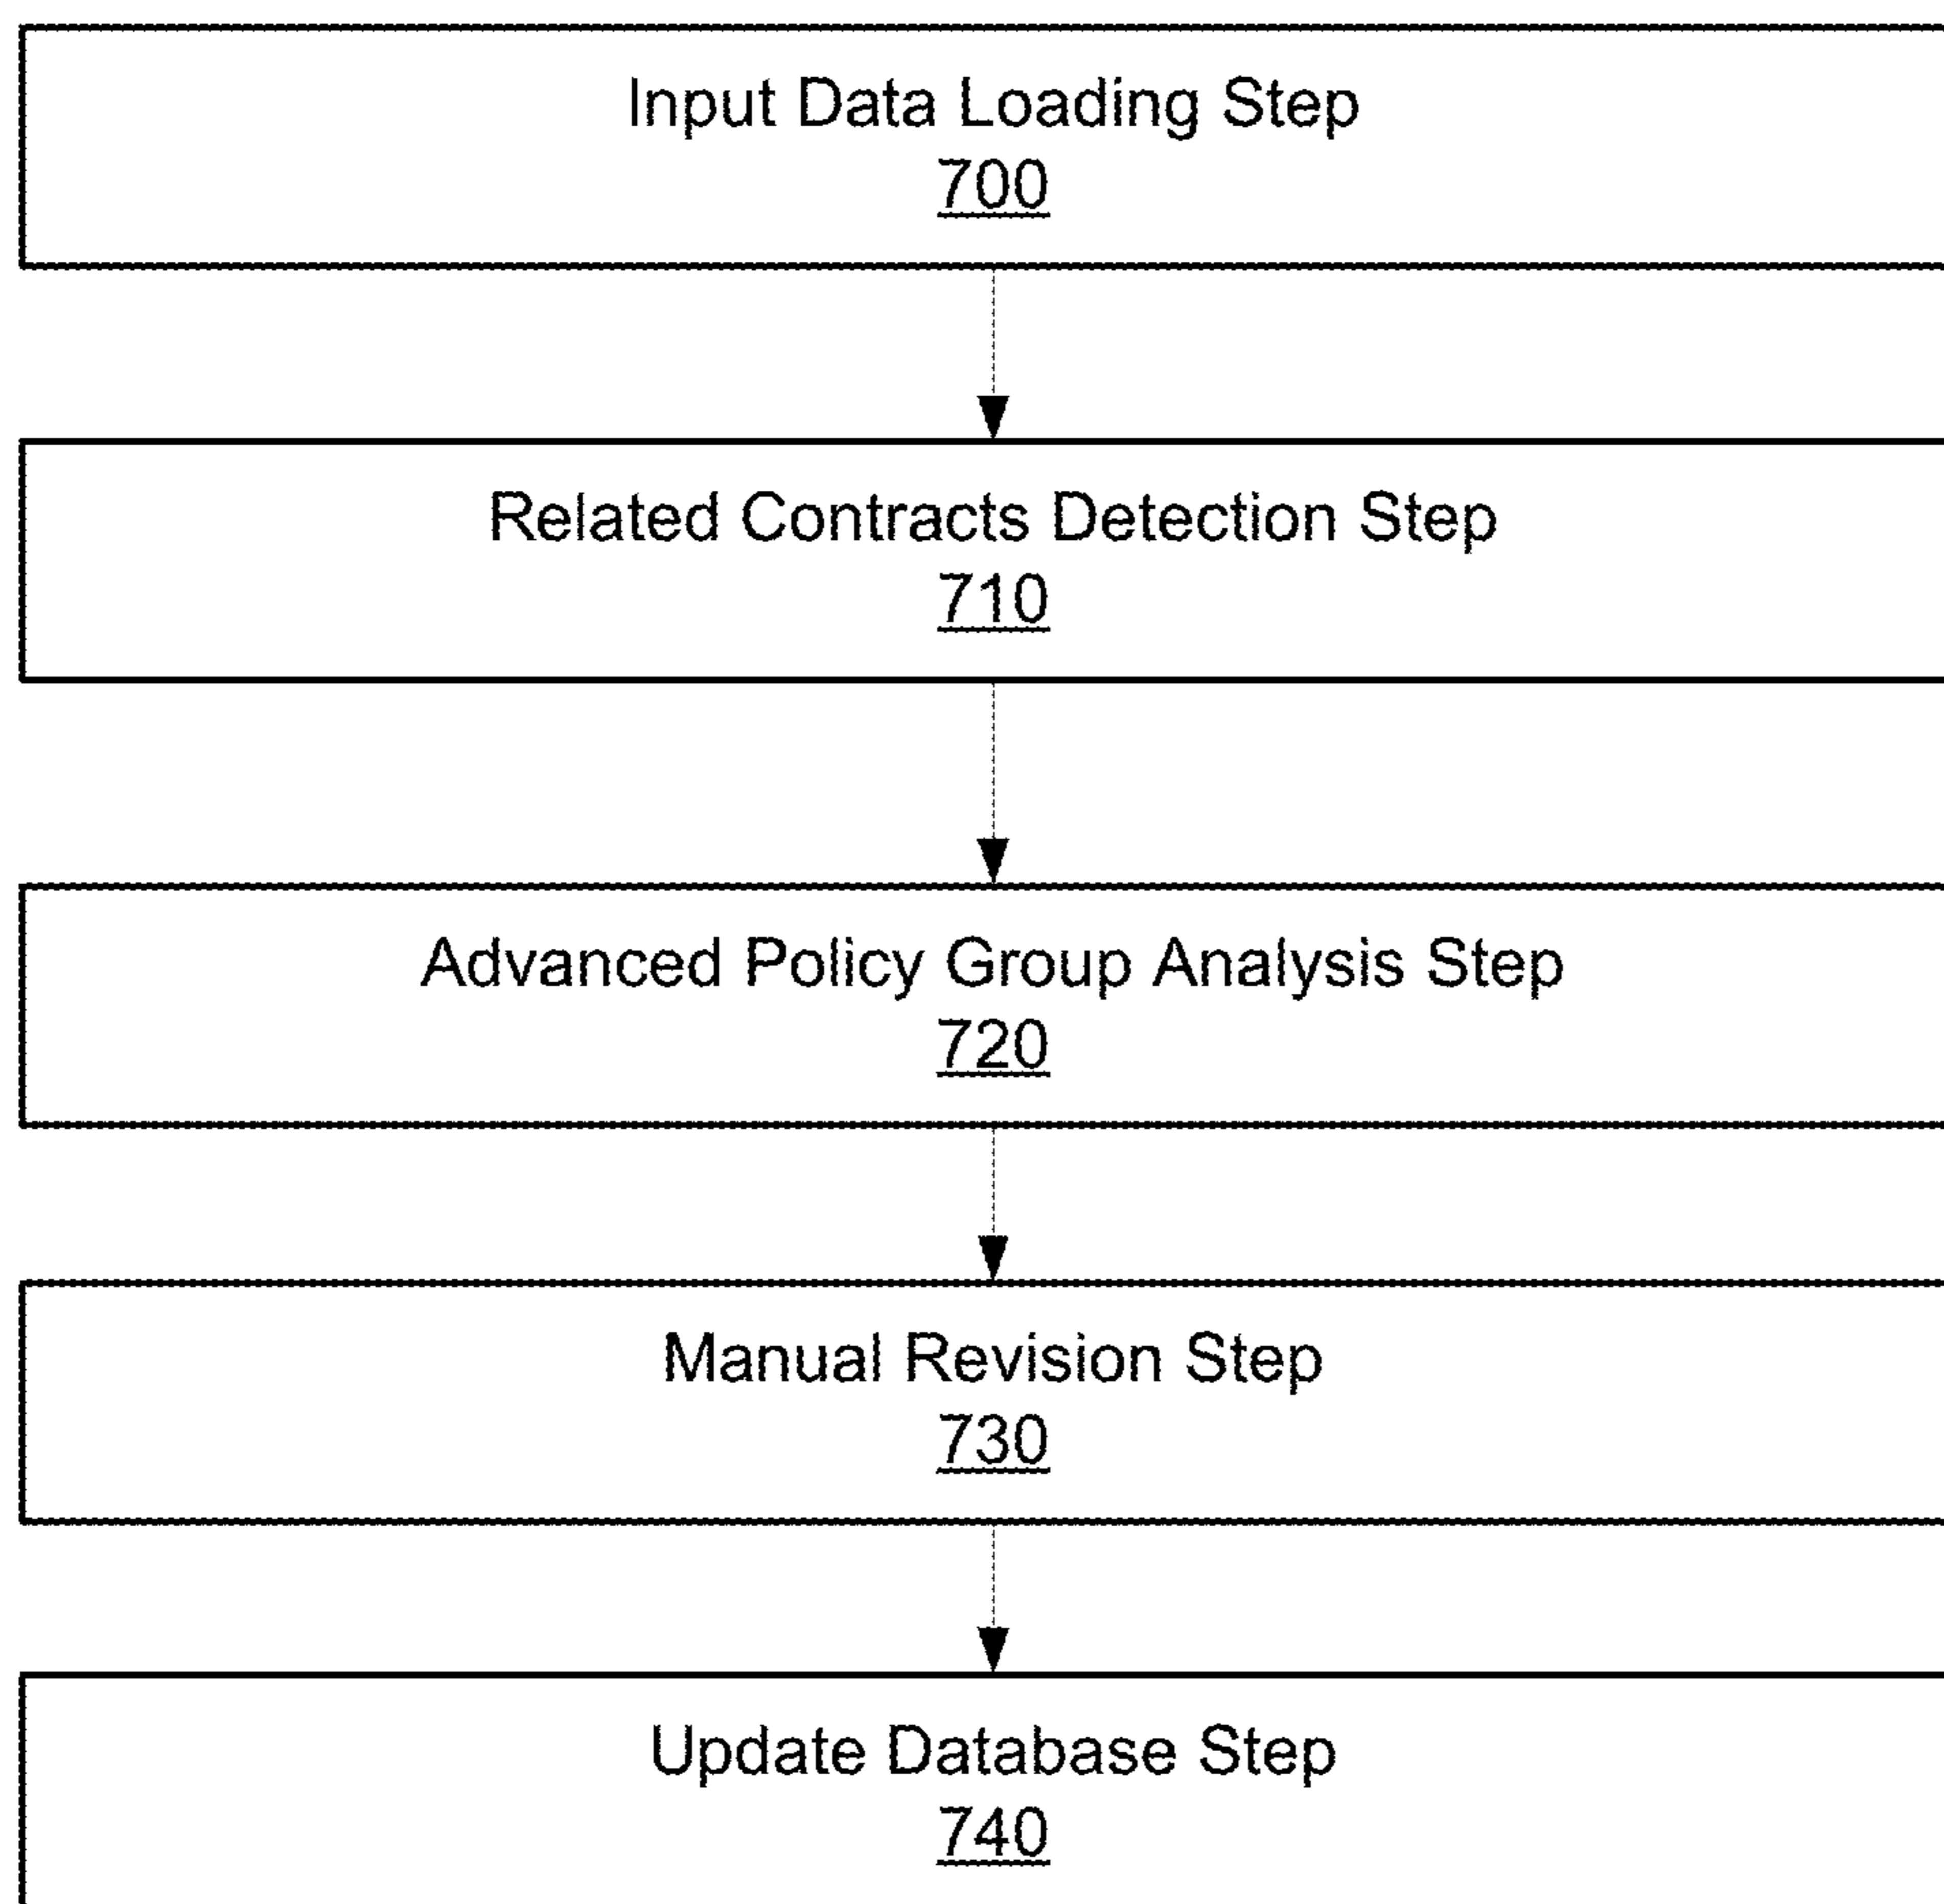 Input Data Loading Step
700
Related Contracts Detection Step
710
Advanced Policy Group Analysis Step
720
Manual Revision Step
730
Update Database Step
740